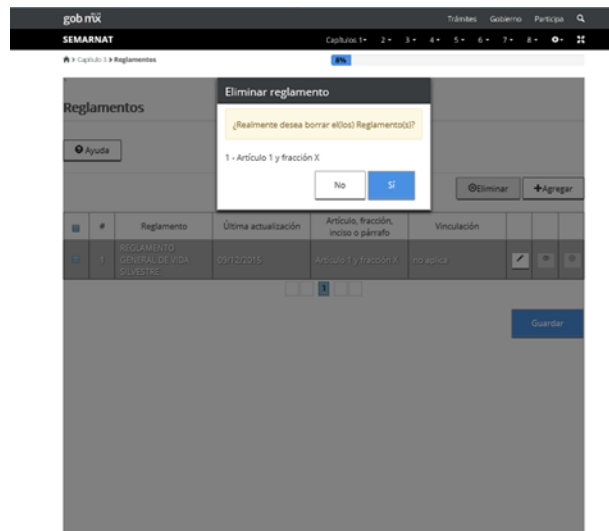 gob mx Trámites Gobierno Participa
SEMARNAT Capítulos 1 2 3 4 5 6 7 8
> Capítulo 3 > Reglamentos 8%
Eliminar reglamento
Reglamentos
¿Realmente desea borrar el(los) Reglamento(s)?
Ayuda
1 - Artículo 1 y fracción X
No Sí
Eliminar Agregar
# Reglamento Última actualización Artículo, fracción, inciso o párrafo Vinculación
1 REGLAMENTO GENERAL DE VIDA SILVESTRE 09/12/2015 Artículo 1 y fracción X no aplica
1
Guardar